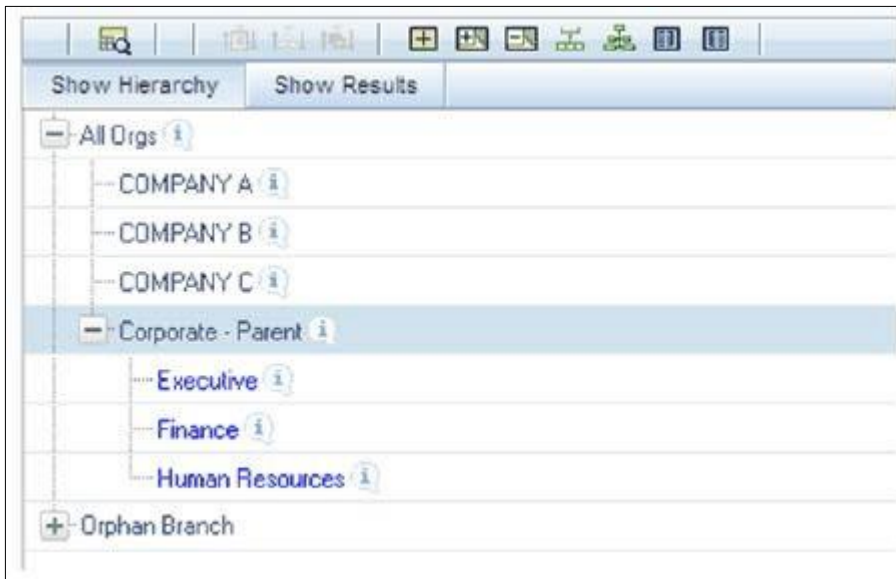 Show Hierarchy Show Results
All Orgs
COMPANY A
COMPANY B
COMPANY C
Corporate - Parent
Executive
Finance
Human Resources
Orphan Branch